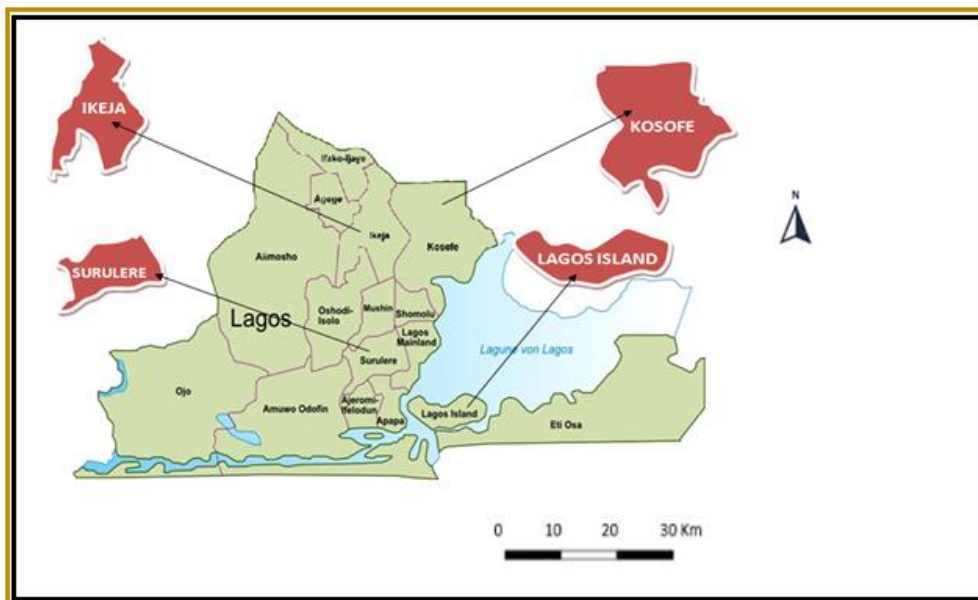 IKEJA
KOSOFE
N
Ifako-Ijaye
Agege
Ikeja
Kosefe
LAGOS ISLAND
SURULERE
Alimosho
Oshodi-
Isolo
Mushin
Shomolu
Lagos
Lagos
Mainland
Surulere
Lagune von Lagos
Ojo
Amuwo Odofin
Ajeromi-
Ifelodun
Apapa
Lagos Island
Eti Osa
0 10 20 30 Km